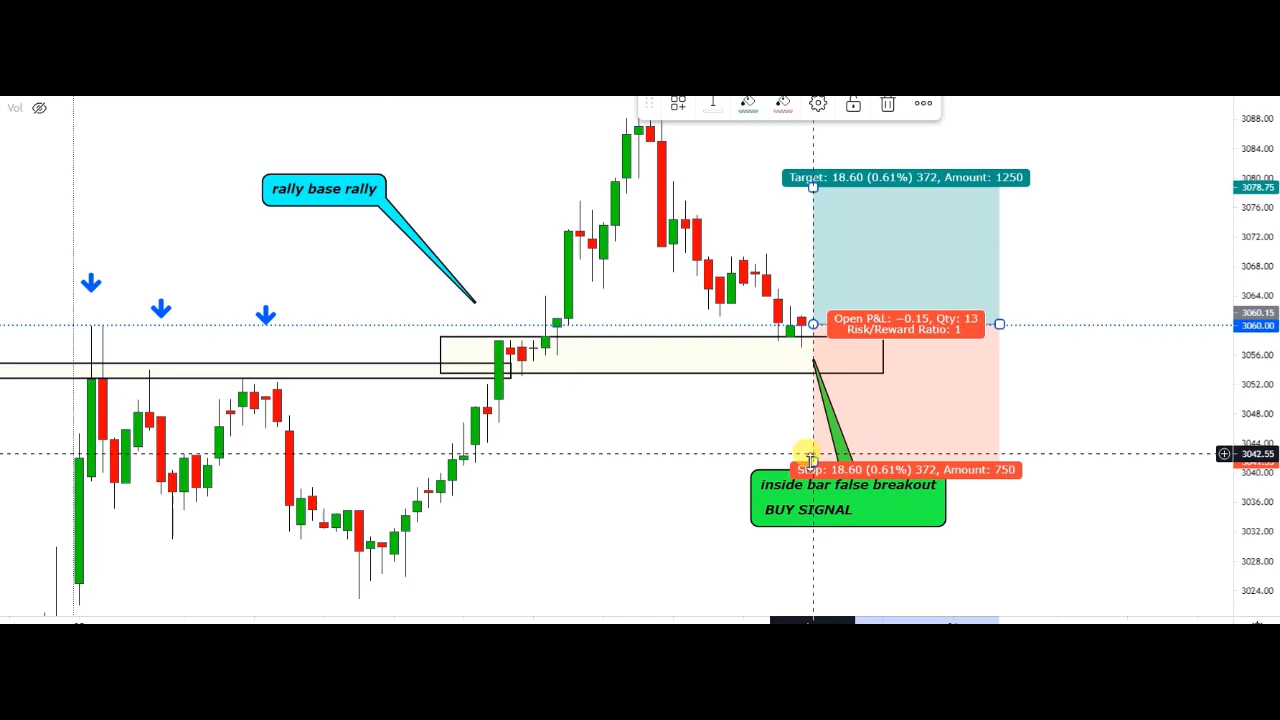 Vol
3088.00
3084.00
3080.00
Target: 18.60 (0.61%) 372, Amount: 1250
3078.75
rally base rally
3076.00
3072.00
3068.00
3064.00
3060.15
Open P&L: −0.15, Qty: 13
3060.00
Risk/Reward Ratio: 1
3056.00
3052.00
3048.00
3044.00
3042.55
Stop: 18.60 (0.61%) 372, Amount: 750
3040.00
inside bar false breakout
3036.00
BUY SIGNAL
3032.00
3028.00
3024.00